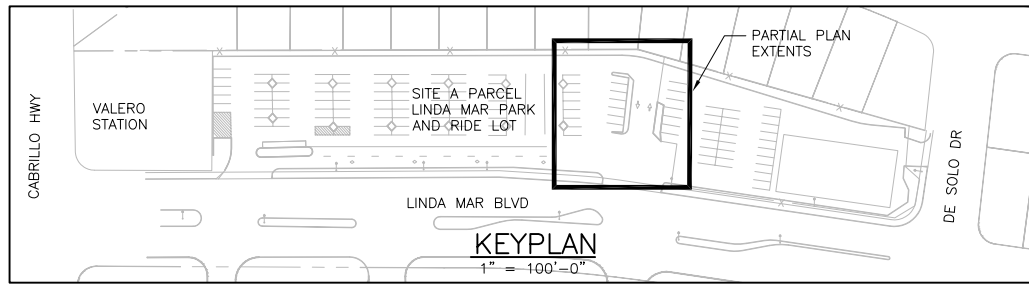 PARTIAL PLAN
EXTENTS
CABRILLO HWY
VALERO
STATION
SITE A PARCEL
LINDA MAR PARK
AND RIDE LOT
DE SOLO DR
LINDA MAR BLVD
KEYPLAN
1" = 100'-0"